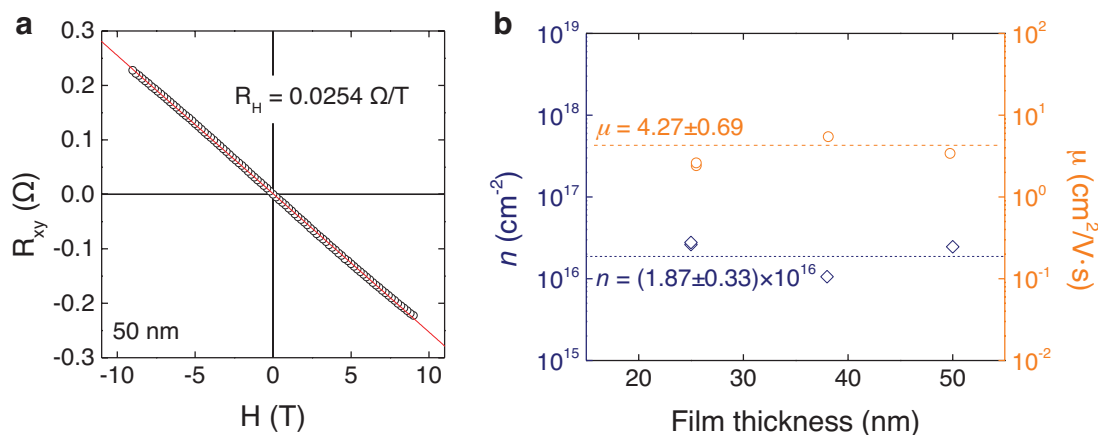 a
0.3
0.2
0.1
0.0
-0.1
-0.2
-0.3
R_xy (Ω)
R_H = 0.0254 Ω/T
50 nm
-10 -5 0 5 10
H (T)
b
10^19
10^18
10^17
10^16
10^15
n (cm^-2)
μ = 4.27±0.69
n = (1.87±0.33)×10^16
20 30 40 50
Film thickness (nm)
10^2
10^1
10^0
10^-1
10^-2
μ (cm^2/V·s)